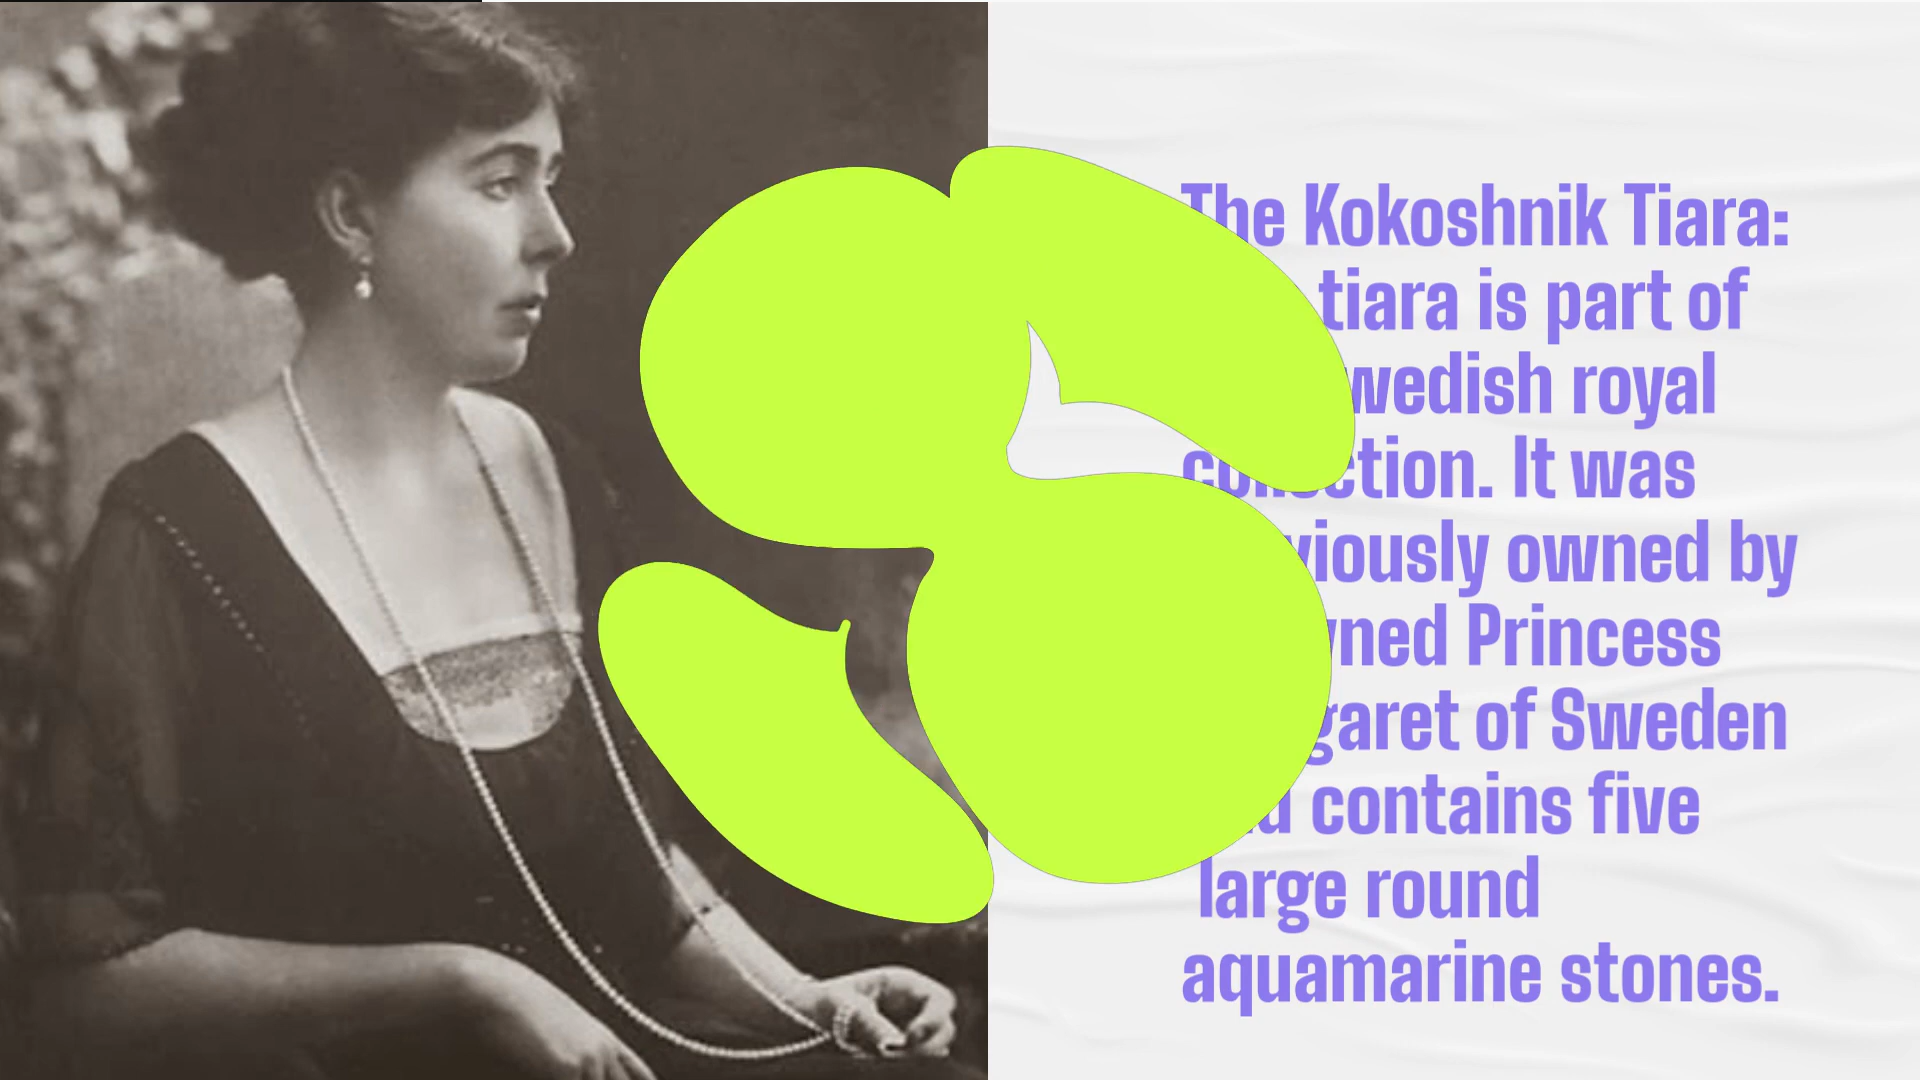 The Kokoshnik Tiara:
tiara is part of
wedish royal
tion. It was
viously owned by
ned Princess
garet of Sweden
contains five
large round
aquamarine stones.